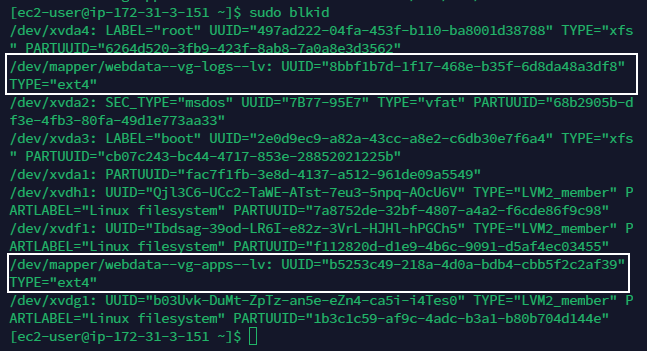 [ec2-user@ip-172-31-3-151 ~]$ sudo blkid
/dev/xvda4: LABEL="root" UUID="497ad222-04fa-453f-b110-ba8001d38788" TYPE="xfs
" PARTUUID="6264d520-3fb9-423f-8ab8-7a0a8e3d3562"
/dev/mapper/webdata--vg-logs--lv: UUID="8bbf1b7d-1f17-468e-b35f-6d8da48a3df8"
TYPE="ext4"
/dev/xvda2: SEC_TYPE="msdos" UUID="7B77-95E7" TYPE="vfat" PARTUUID="68b2905b-d
f3e-4fb3-80fa-49d1e773aa33"
/dev/xvda3: LABEL="boot" UUID="2e0d9ec9-a82a-43cc-a8e2-c6db30e7f6a4" TYPE="xfs
" PARTUUID="cb07c243-bc44-4717-853e-28852021225b"
/dev/xvda1: PARTUUID="fac7f1fb-3e8d-4137-a512-961de09a5549"
/dev/xvdh1: UUID="Qjl3C6-UCc2-TaWE-ATst-7eu3-5npq-AOcU6V" TYPE="LVM2_member" P
ARTLABEL="Linux filesystem" PARTUUID="7a8752de-32bf-4807-a4a2-f6cde86f9c98"
/dev/xvdf1: UUID="Ibdsag-39od-LR6I-e82z-3VrL-HJHl-hPGCh5" TYPE="LVM2_member" P
ARTLABEL="Linux filesystem" PARTUUID="f112820d-d1e9-4b6c-9091-d5af4ec03455"
/dev/mapper/webdata--vg-apps--lv: UUID="b5253c49-218a-4d0a-bdb4-cbb5f2c2af39"
TYPE="ext4"
/dev/xvdg1: UUID="b03Uvk-DuMt-ZpTz-an5e-eZn4-ca5i-i4Tes0" TYPE="LVM2_member" P
ARTLABEL="Linux filesystem" PARTUUID="1b3c1c59-af9c-4adc-b3a1-b80b704d144e"
[ec2-user@ip-172-31-3-151 ~]$